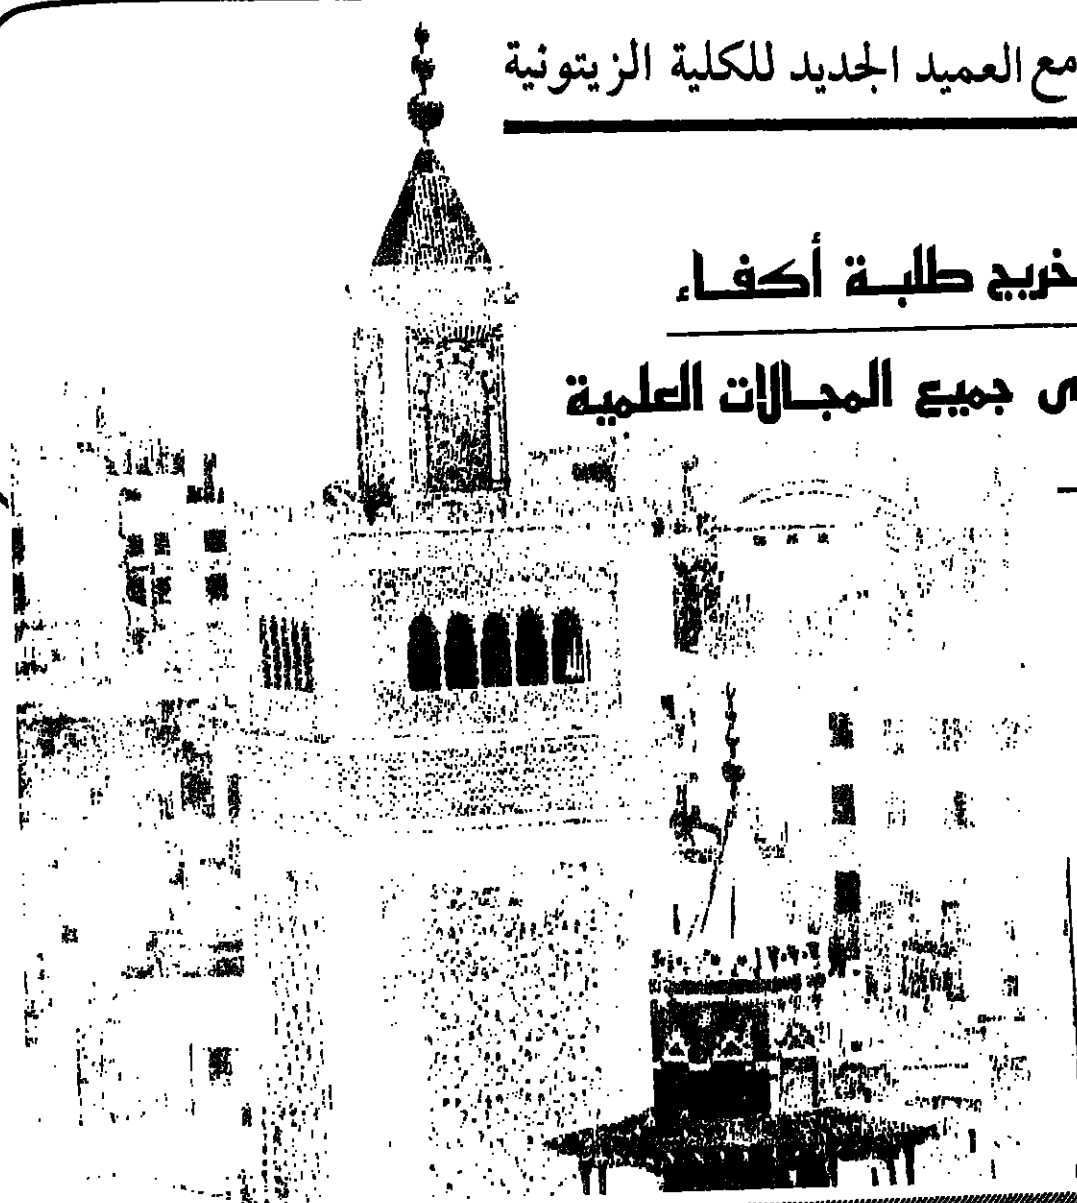 مع العميد الجديد للكلية الزيتونية
خريج طلبة أكفاء
ى جميع المجالات العلمية